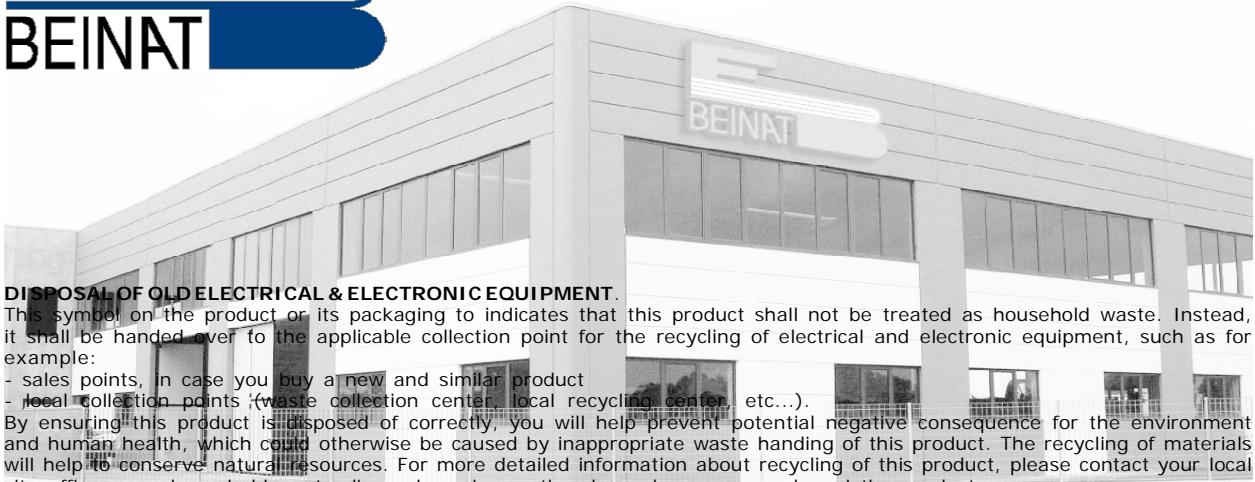 BEINAT
BEINAT
DISPOSAL OF OLD ELECTRICAL & ELECTRONIC EQUIPMENT.
This symbol on the product or its packaging to indicates that this product shall not be treated as household waste. Instead,
it shall be handed over to the applicable collection point for the recycling of electrical and electronic equipment, such as for
example:
- sales points, in case you buy a new and similar product
- local collection points (waste collection center, local recycling center, etc...).
By ensuring this product is disposed of correctly, you will help prevent potential negative consequence for the environment
and human health, which could otherwise be caused by inappropriate waste handing of this product. The recycling of materials
will help to conserve natural resources. For more detailed information about recycling of this product, please contact your local